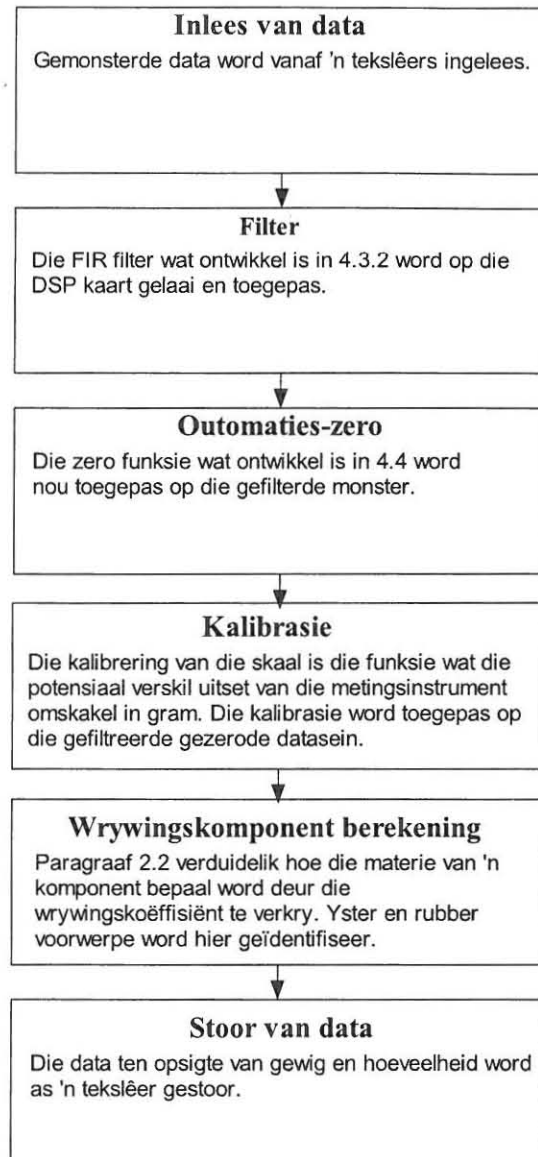 Inlees van data
Gemonsterde data word vanaf 'n tekslêers ingelees.
Filter
Die FIR filter wat ontwikkel is in 4.3.2 word op die
DSP kaart gelaai en toegepas.
Outomaties-zero
Die zero funksie wat ontwikkel is in 4.4 word
nou toegepas op die gefilterde monster.
Kalibrasie
Die kalibrering van die skaal is die funksie wat die
potensiaal verskil uitset van die metingsinstrument
omskakel in gram. Die kalibrasie word toegepas op
die gefiltreerde gezerode datasein.
Wrywingskomponent berekening
Paragraaf 2.2 verduidelik hoe die materie van 'n
komponent bepaal word deur die
wrywingskoëffisiënt te verkry. Yster en rubber
voorwerpe word hier geïdentifiseer.
Stoor van data
Die data ten opsigte van gewig en hoeveelheid word
as 'n tekslêer gestoor.